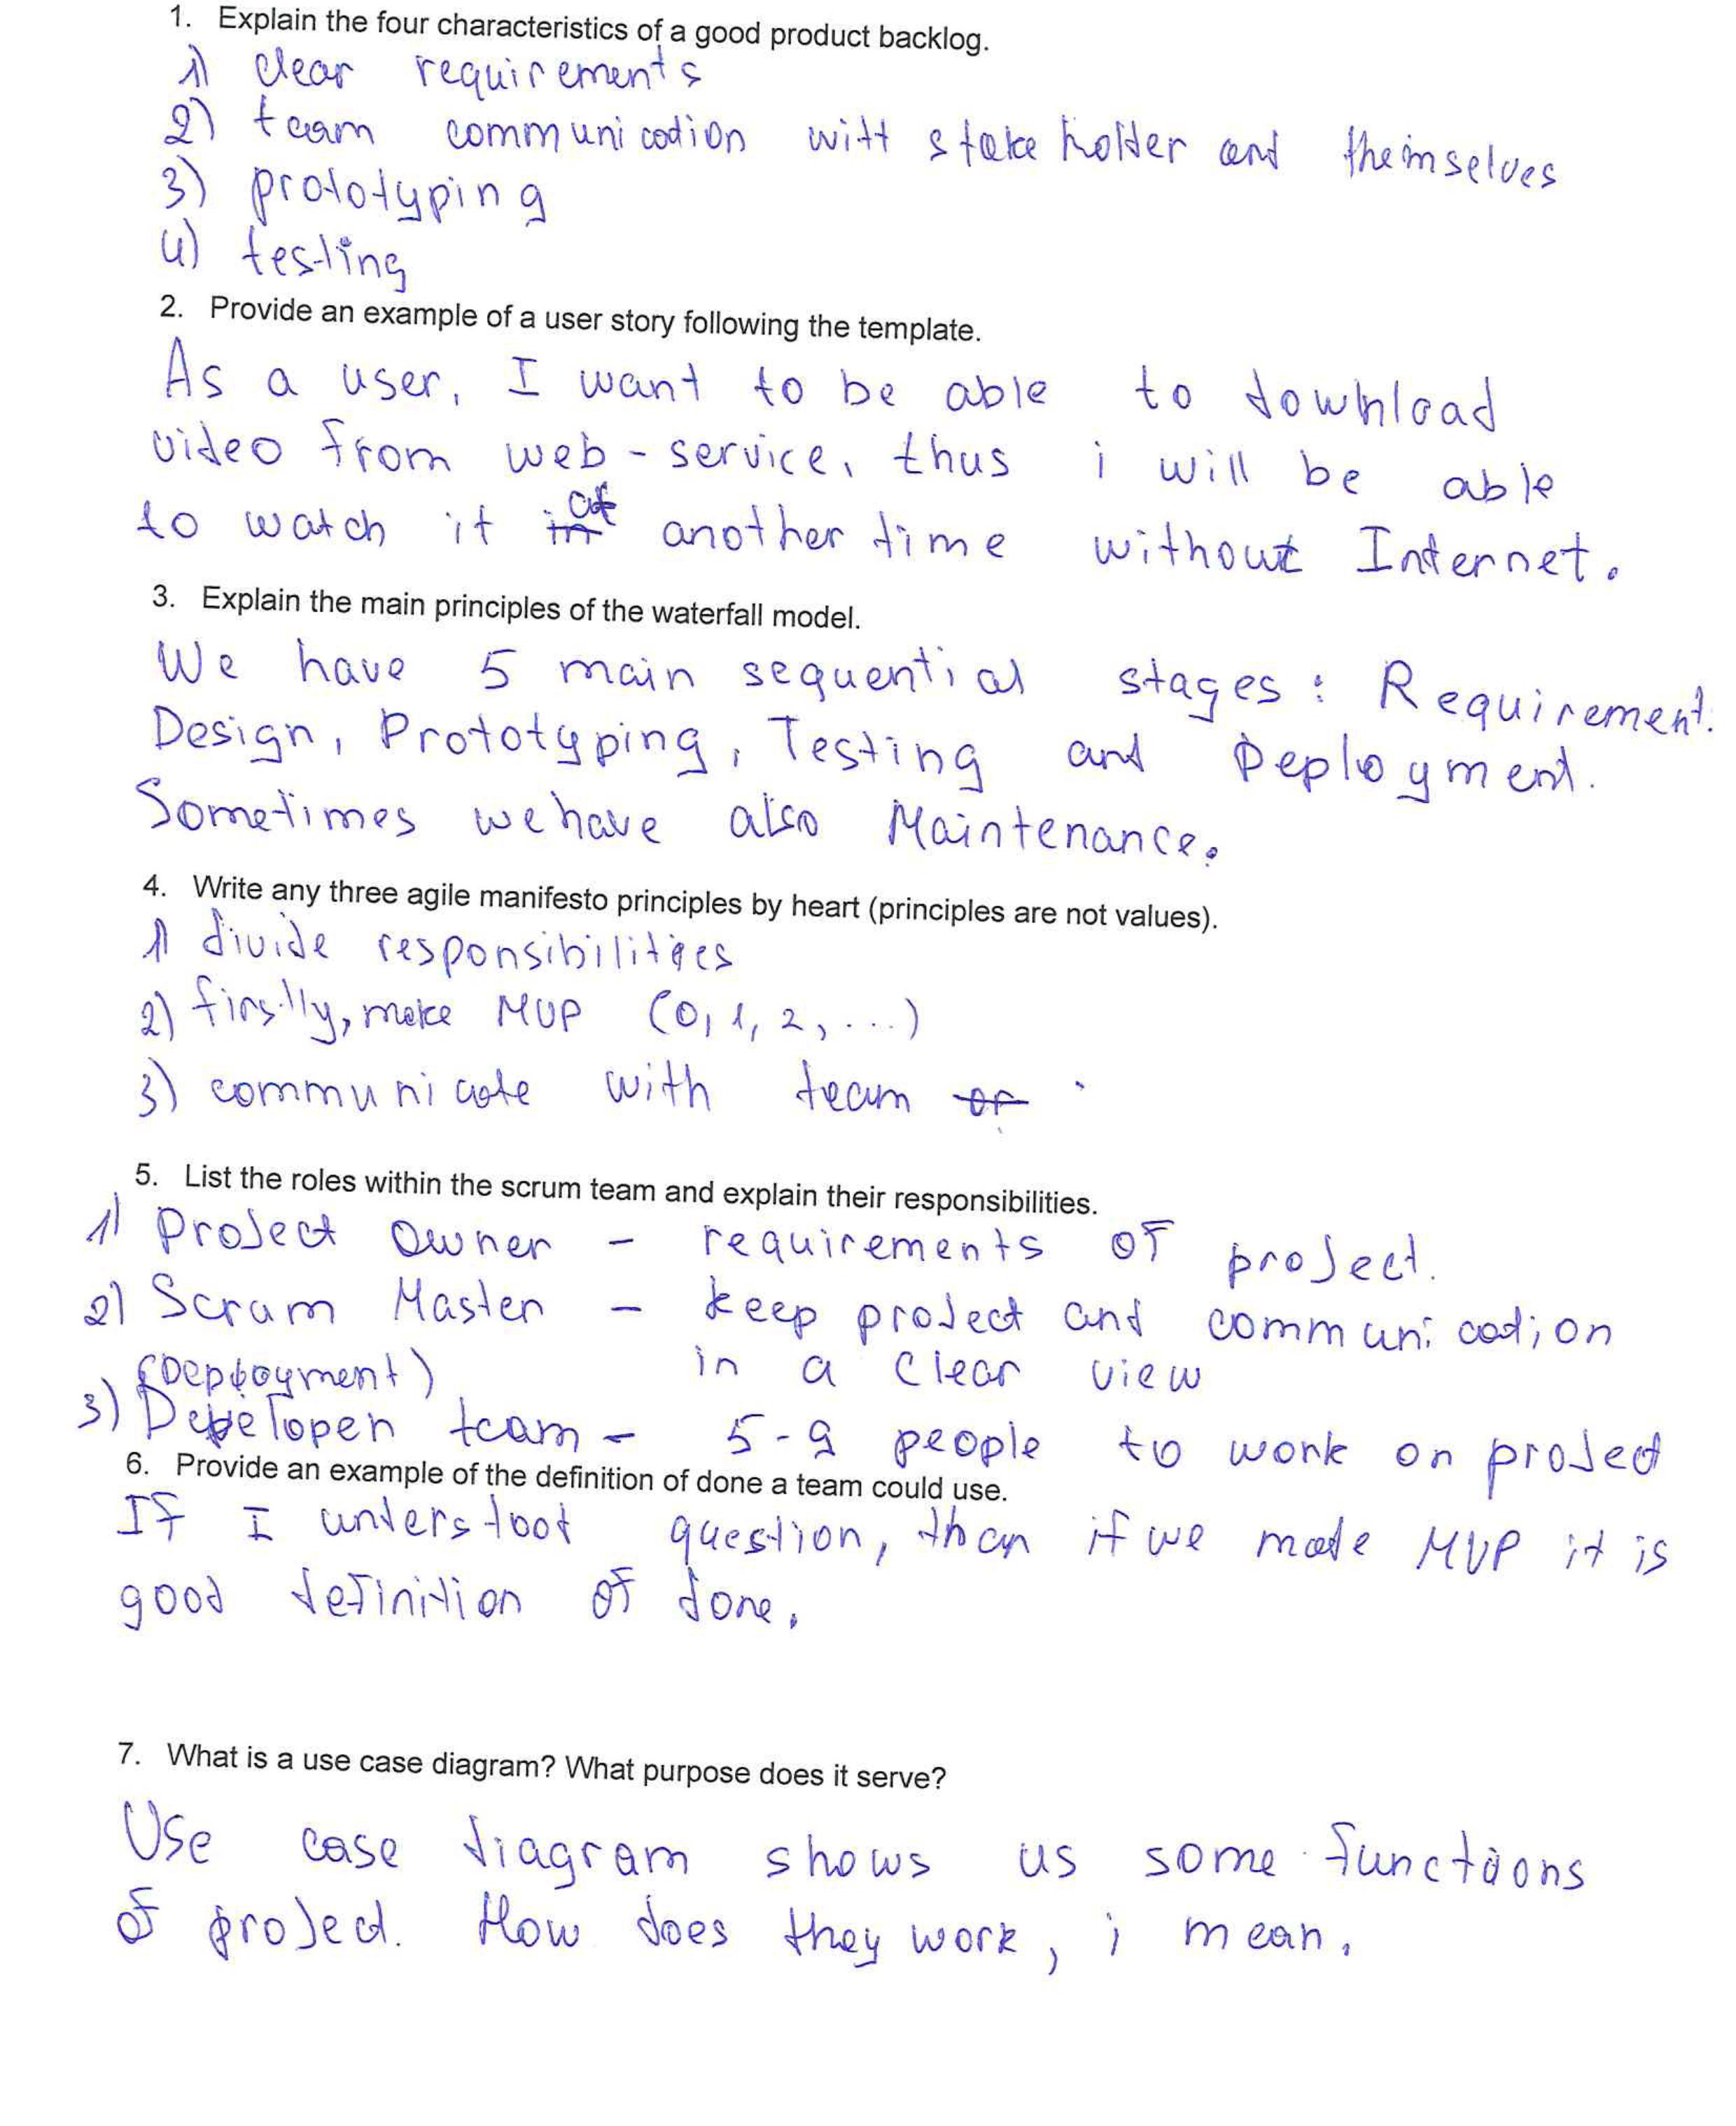 1. Explain the four characteristics of a good product backlog.
1) clear requirements
2) team communication with stakeholder and theimselves
3) prototyping
4) testing
2. Provide an example of a user story following the template.
As a user, I want to be able to download
video from web-service, thus i will be able
to watch it at another time without Internet.
3. Explain the main principles of the waterfall model.
We have 5 main sequential stages: Requirement.
Design, Prototyping, Testing and Deployment.
Sometimes we have also Maintenance.
4. Write any three agile manifesto principles by heart (principles are not values).
1) divide responsibilities
2) firstly, make MVP (0, 1, 2, ...)
3) communicate with team or
5. List the roles within the scrum team and explain their responsibilities.
1) Project Owner - requirements of project.
2) Scrum Master - keep project and communication
in a clear view
(Deployment)
3) Developer team - 5-9 people to work on project
6. Provide an example of the definition of done a team could use.
If I understood question, than if we made MVP it is
good definition of done.
7. What is a use case diagram? What purpose does it serve?
Use case diagram shows us some functions
of project. How does they work, i mean.